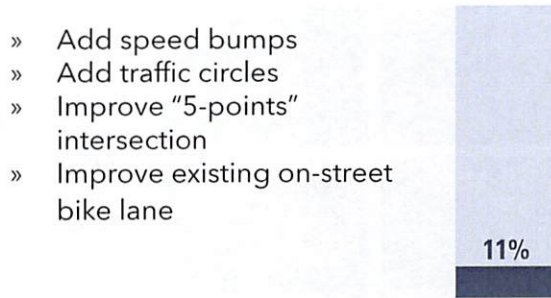 » Add speed bumps
» Add traffic circles
» Improve “5-points”
intersection
» Improve existing on-street
bike lane
11%